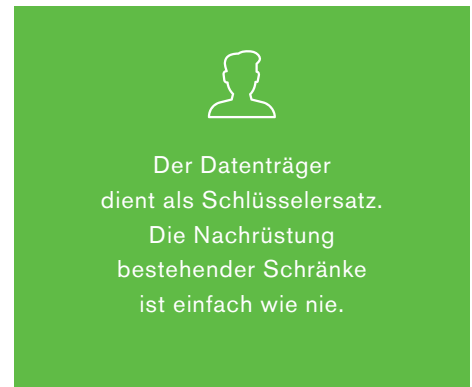 Der Datenträger
dient als Schlüsselersatz.
Die Nachrüstung
bestehender Schränke
ist einfach wie nie.